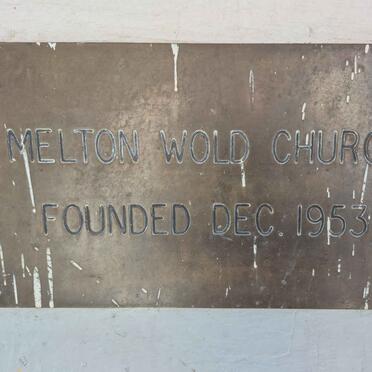 MELTON WOLD CHURC
FOUNDED DEC. 1953